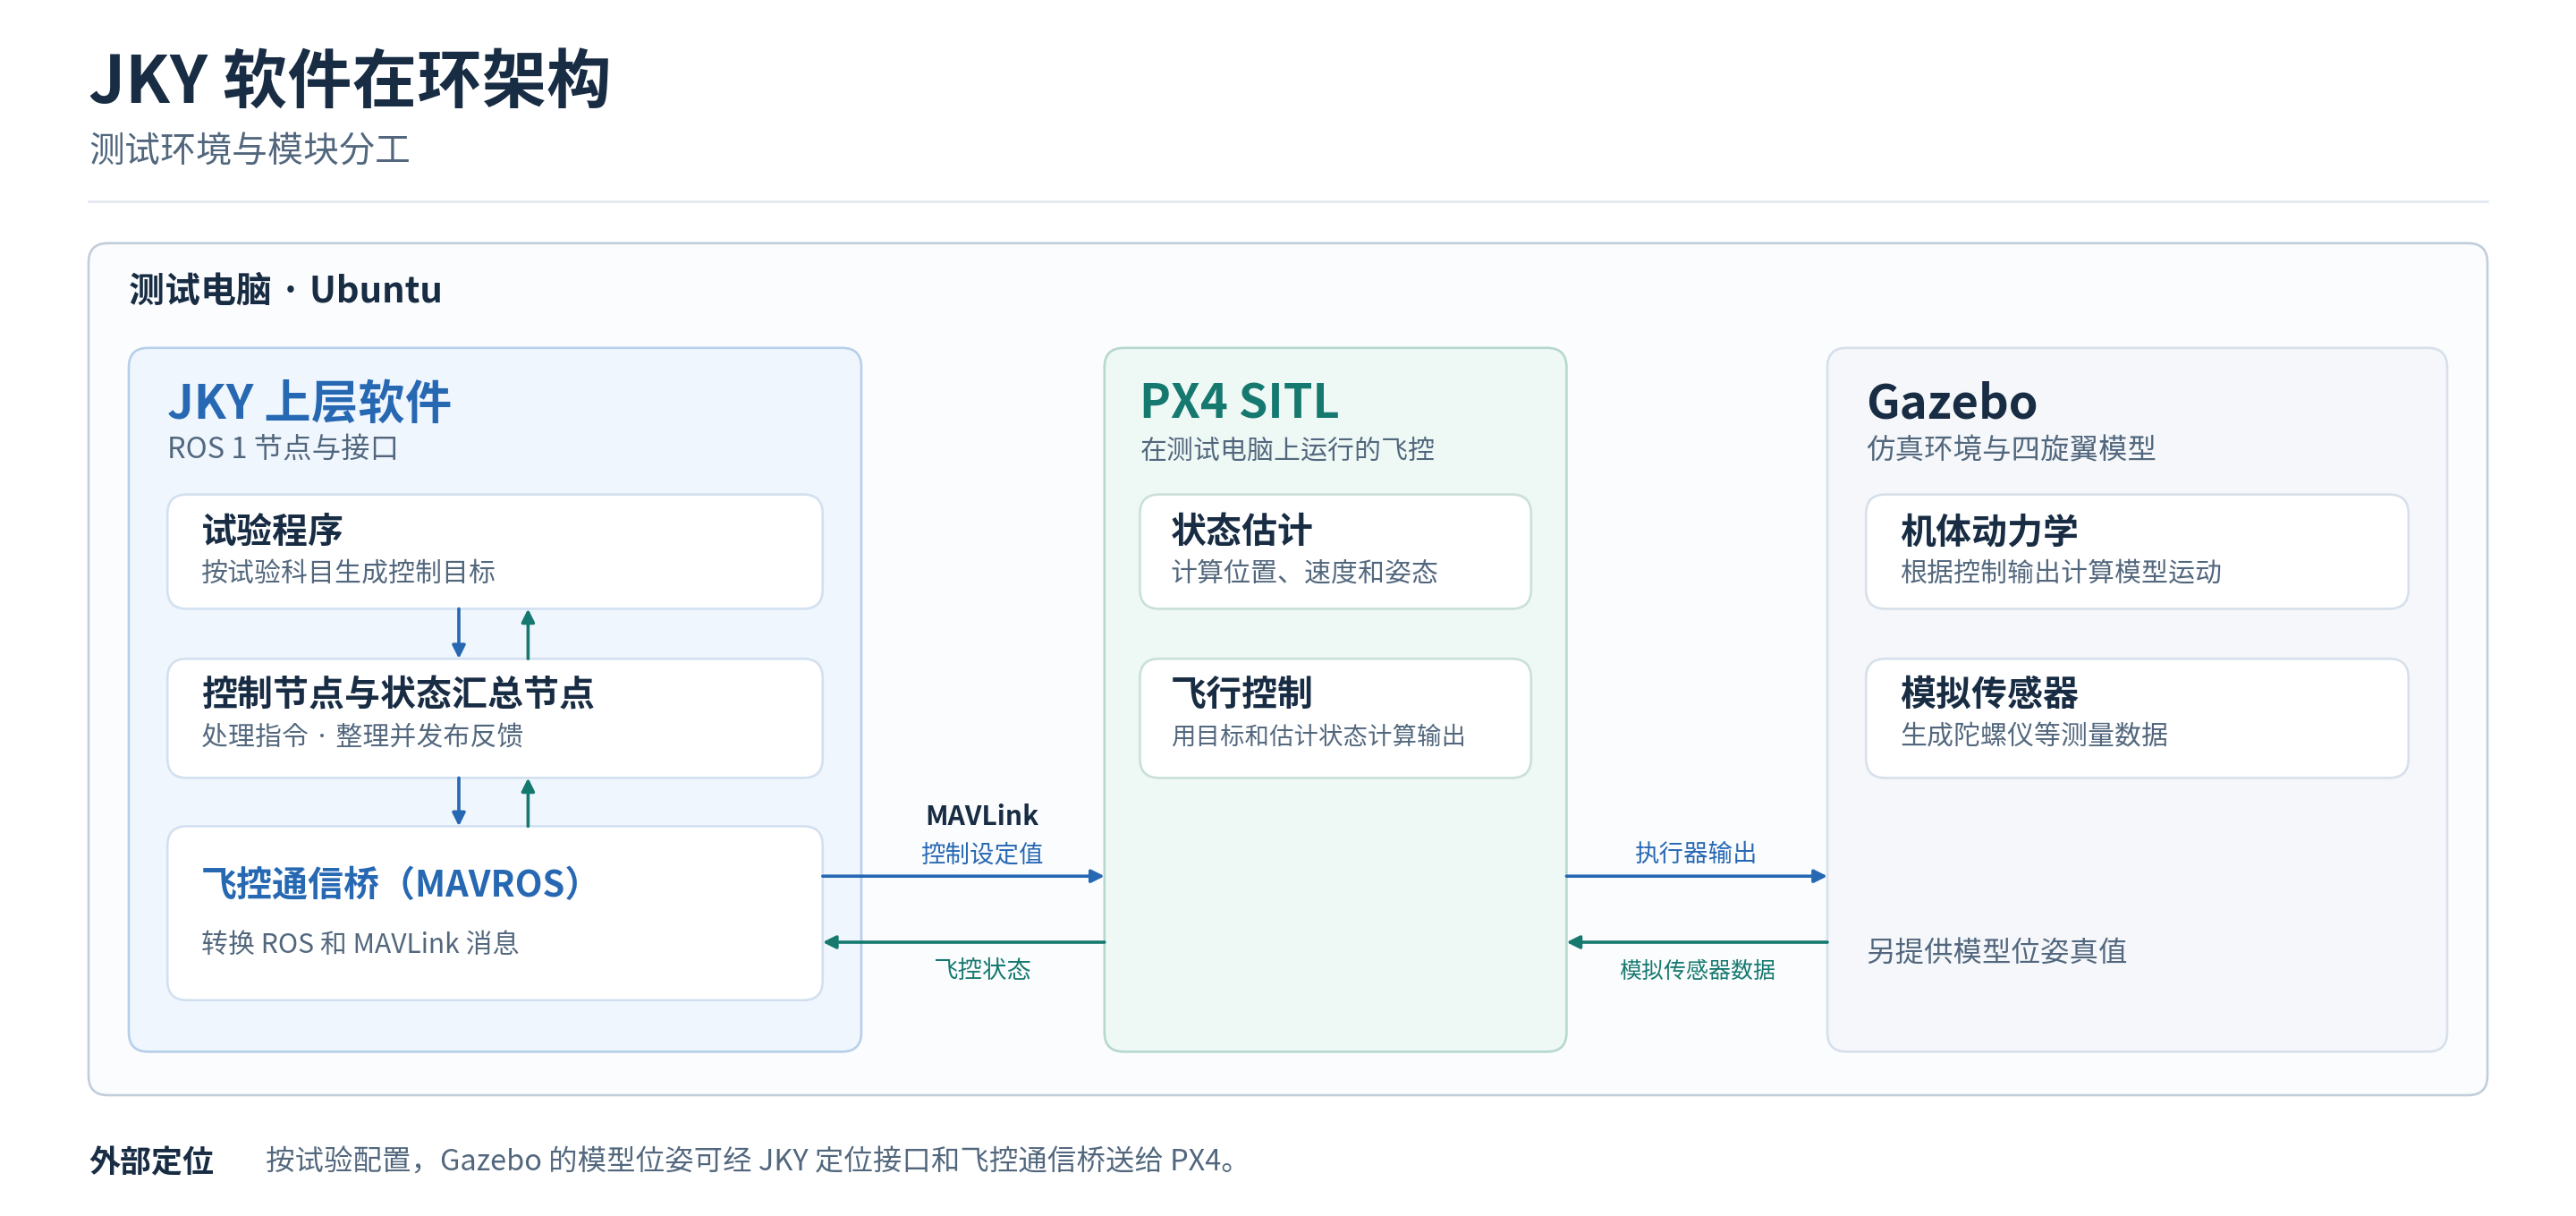 JKY 软件在环架构
测试环境与模块分工
测试电脑 · Ubuntu
JKY 上层软件
ROS 1 节点与接口
试验程序
按试验科目生成控制目标
控制节点与状态汇总节点
处理指令 · 整理并发布反馈
飞控通信桥（MAVROS）
转换 ROS 和 MAVLink 消息
MAVLink
控制设定值
飞控状态
PX4 SITL
在测试电脑上运行的飞控
状态估计
计算位置、速度和姿态
飞行控制
用目标和估计状态计算输出
执行器输出
模拟传感器数据
Gazebo
仿真环境与四旋翼模型
机体动力学
根据控制输出计算模型运动
模拟传感器
生成陀螺仪等测量数据
另提供模型位姿真值
外部定位 按试验配置，Gazebo 的模型位姿可经 JKY 定位接口和飞控通信桥送给 PX4。